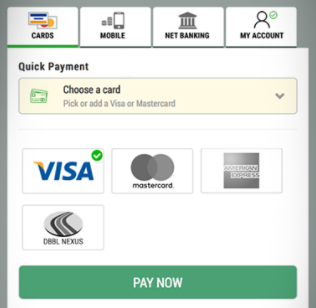 CARDS
MOBILE
NET BANKING
MY ACCOUNT
Quick Payment
Choose a card
Pick or add a Visa or Mastercard
VISA
mastercard.
AMERICAN
EXPRESS
DBBL NEXUS
PAY NOW